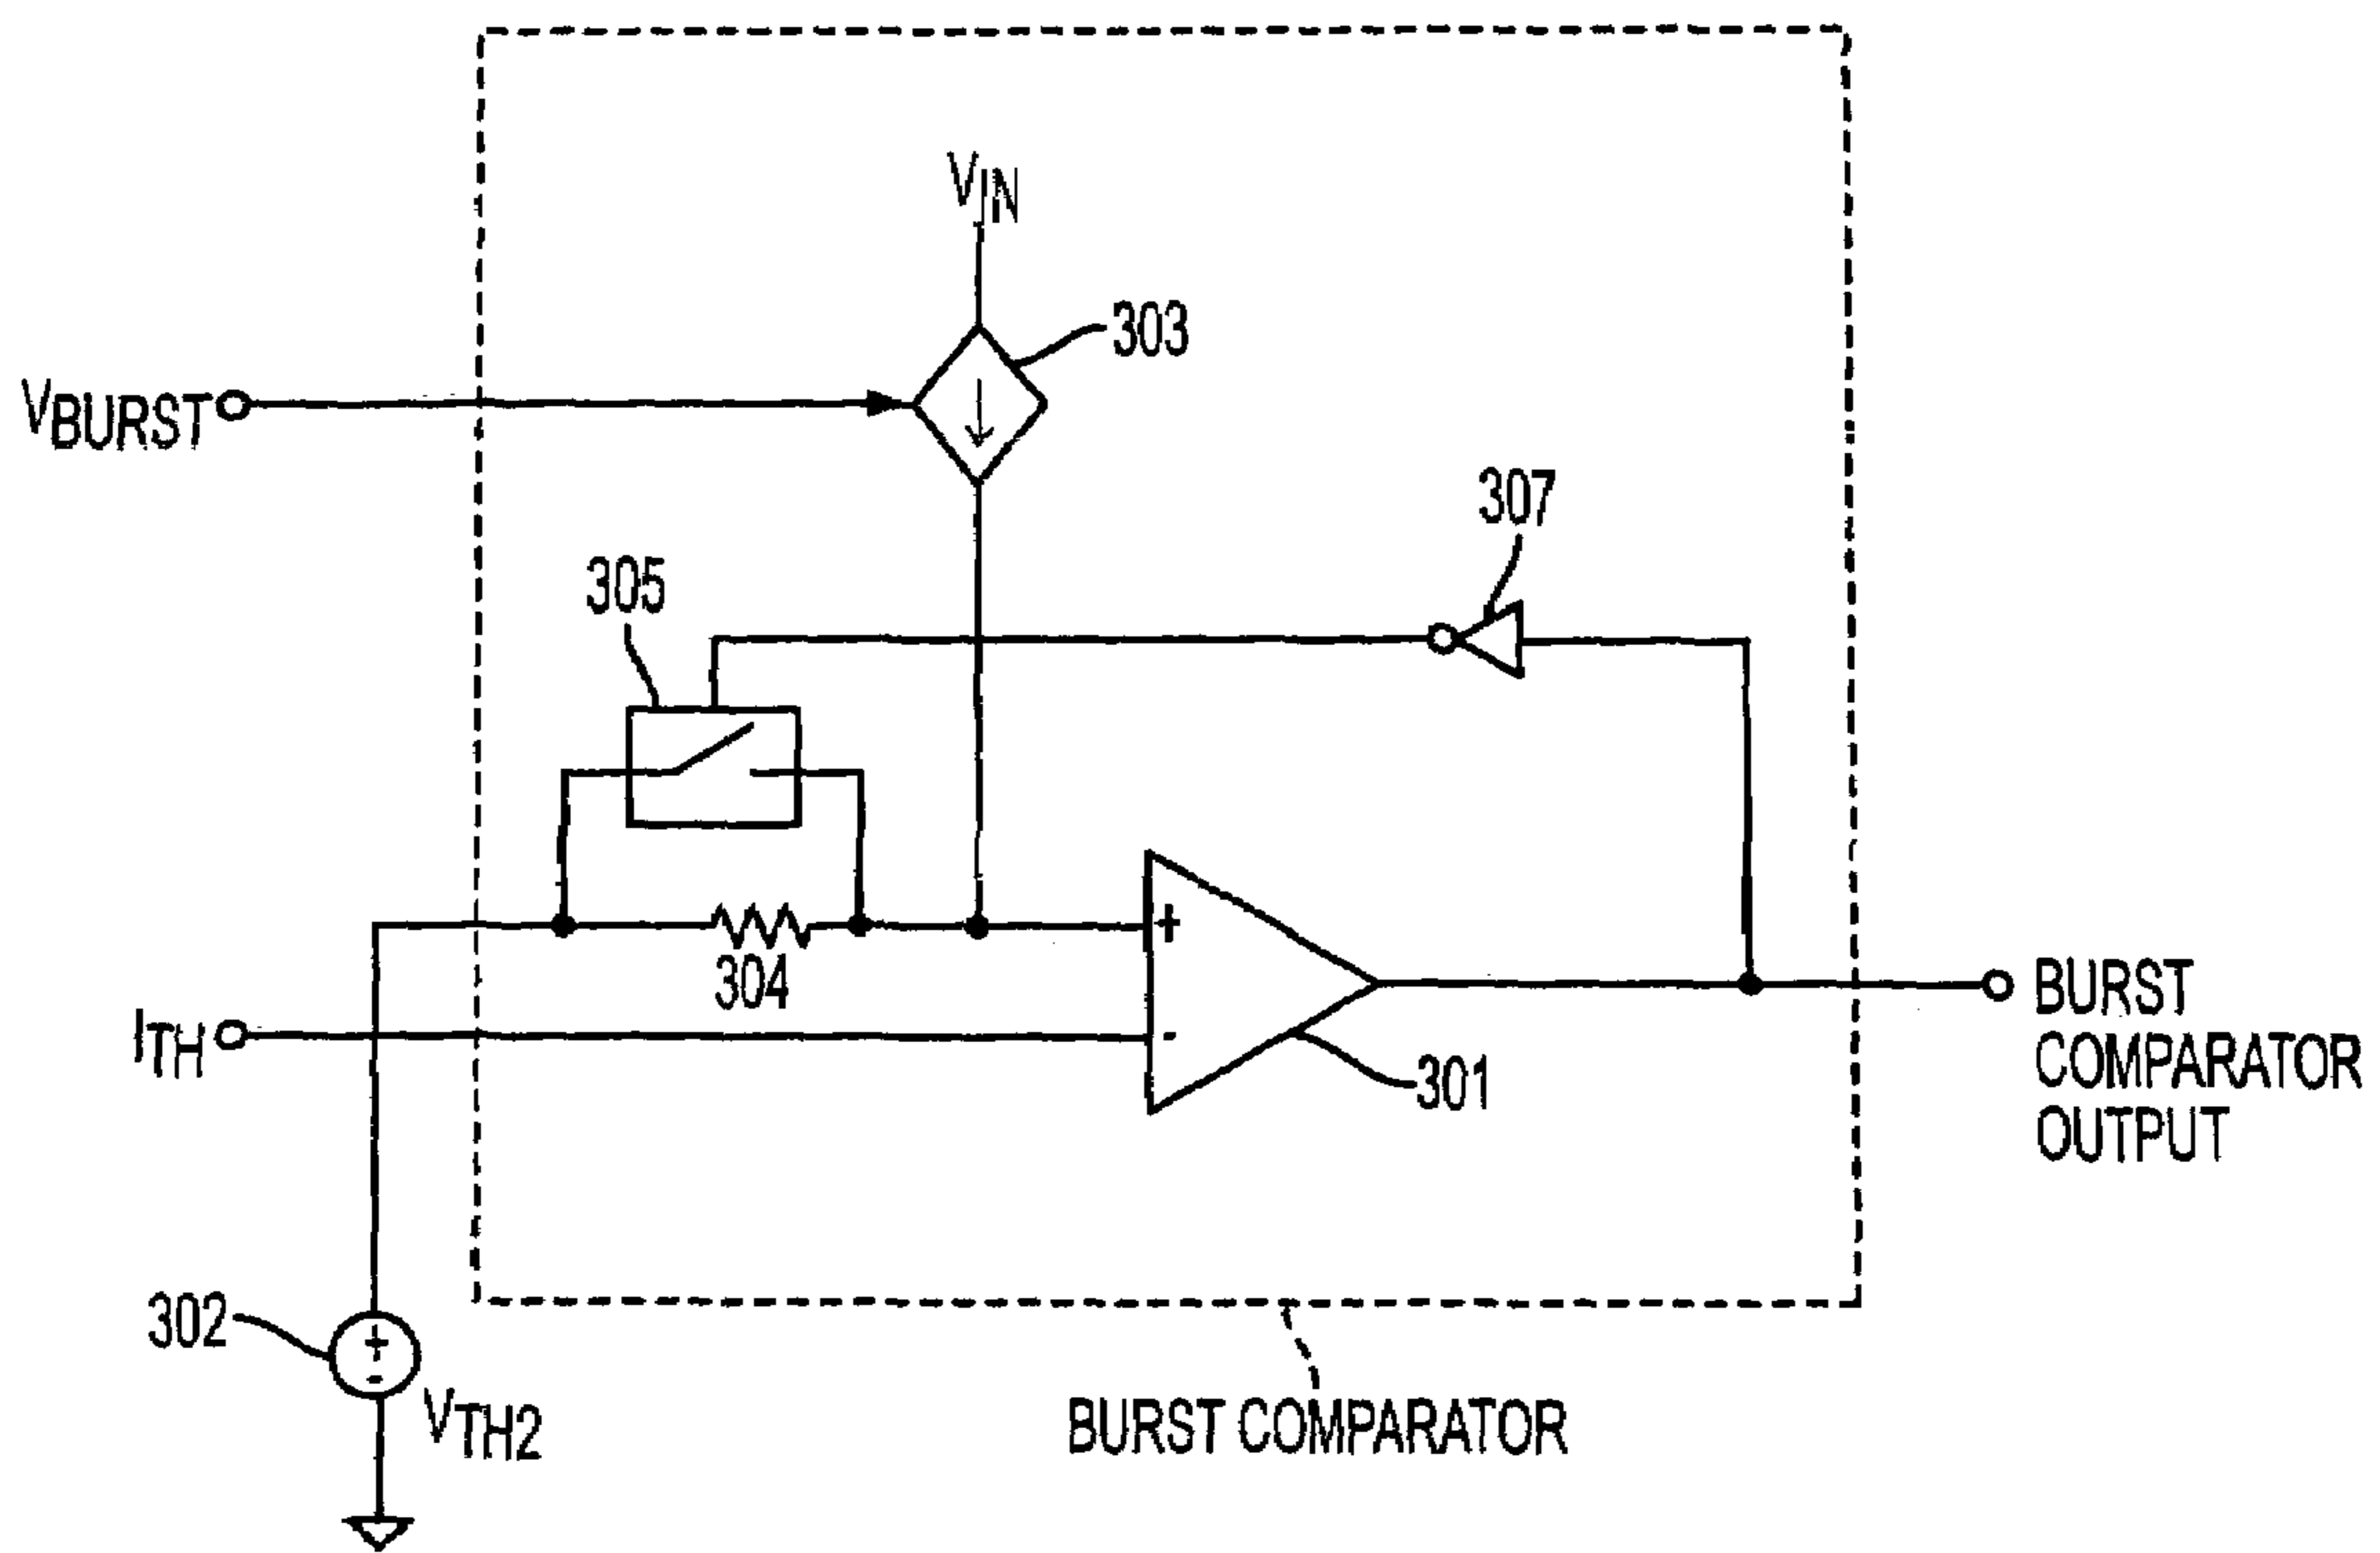 VIN
303
VBURST
307
305
+
304
ITH
-
301
BURST
COMPARATOR
OUTPUT
302
+
-
VTH2
BURST COMPARATOR